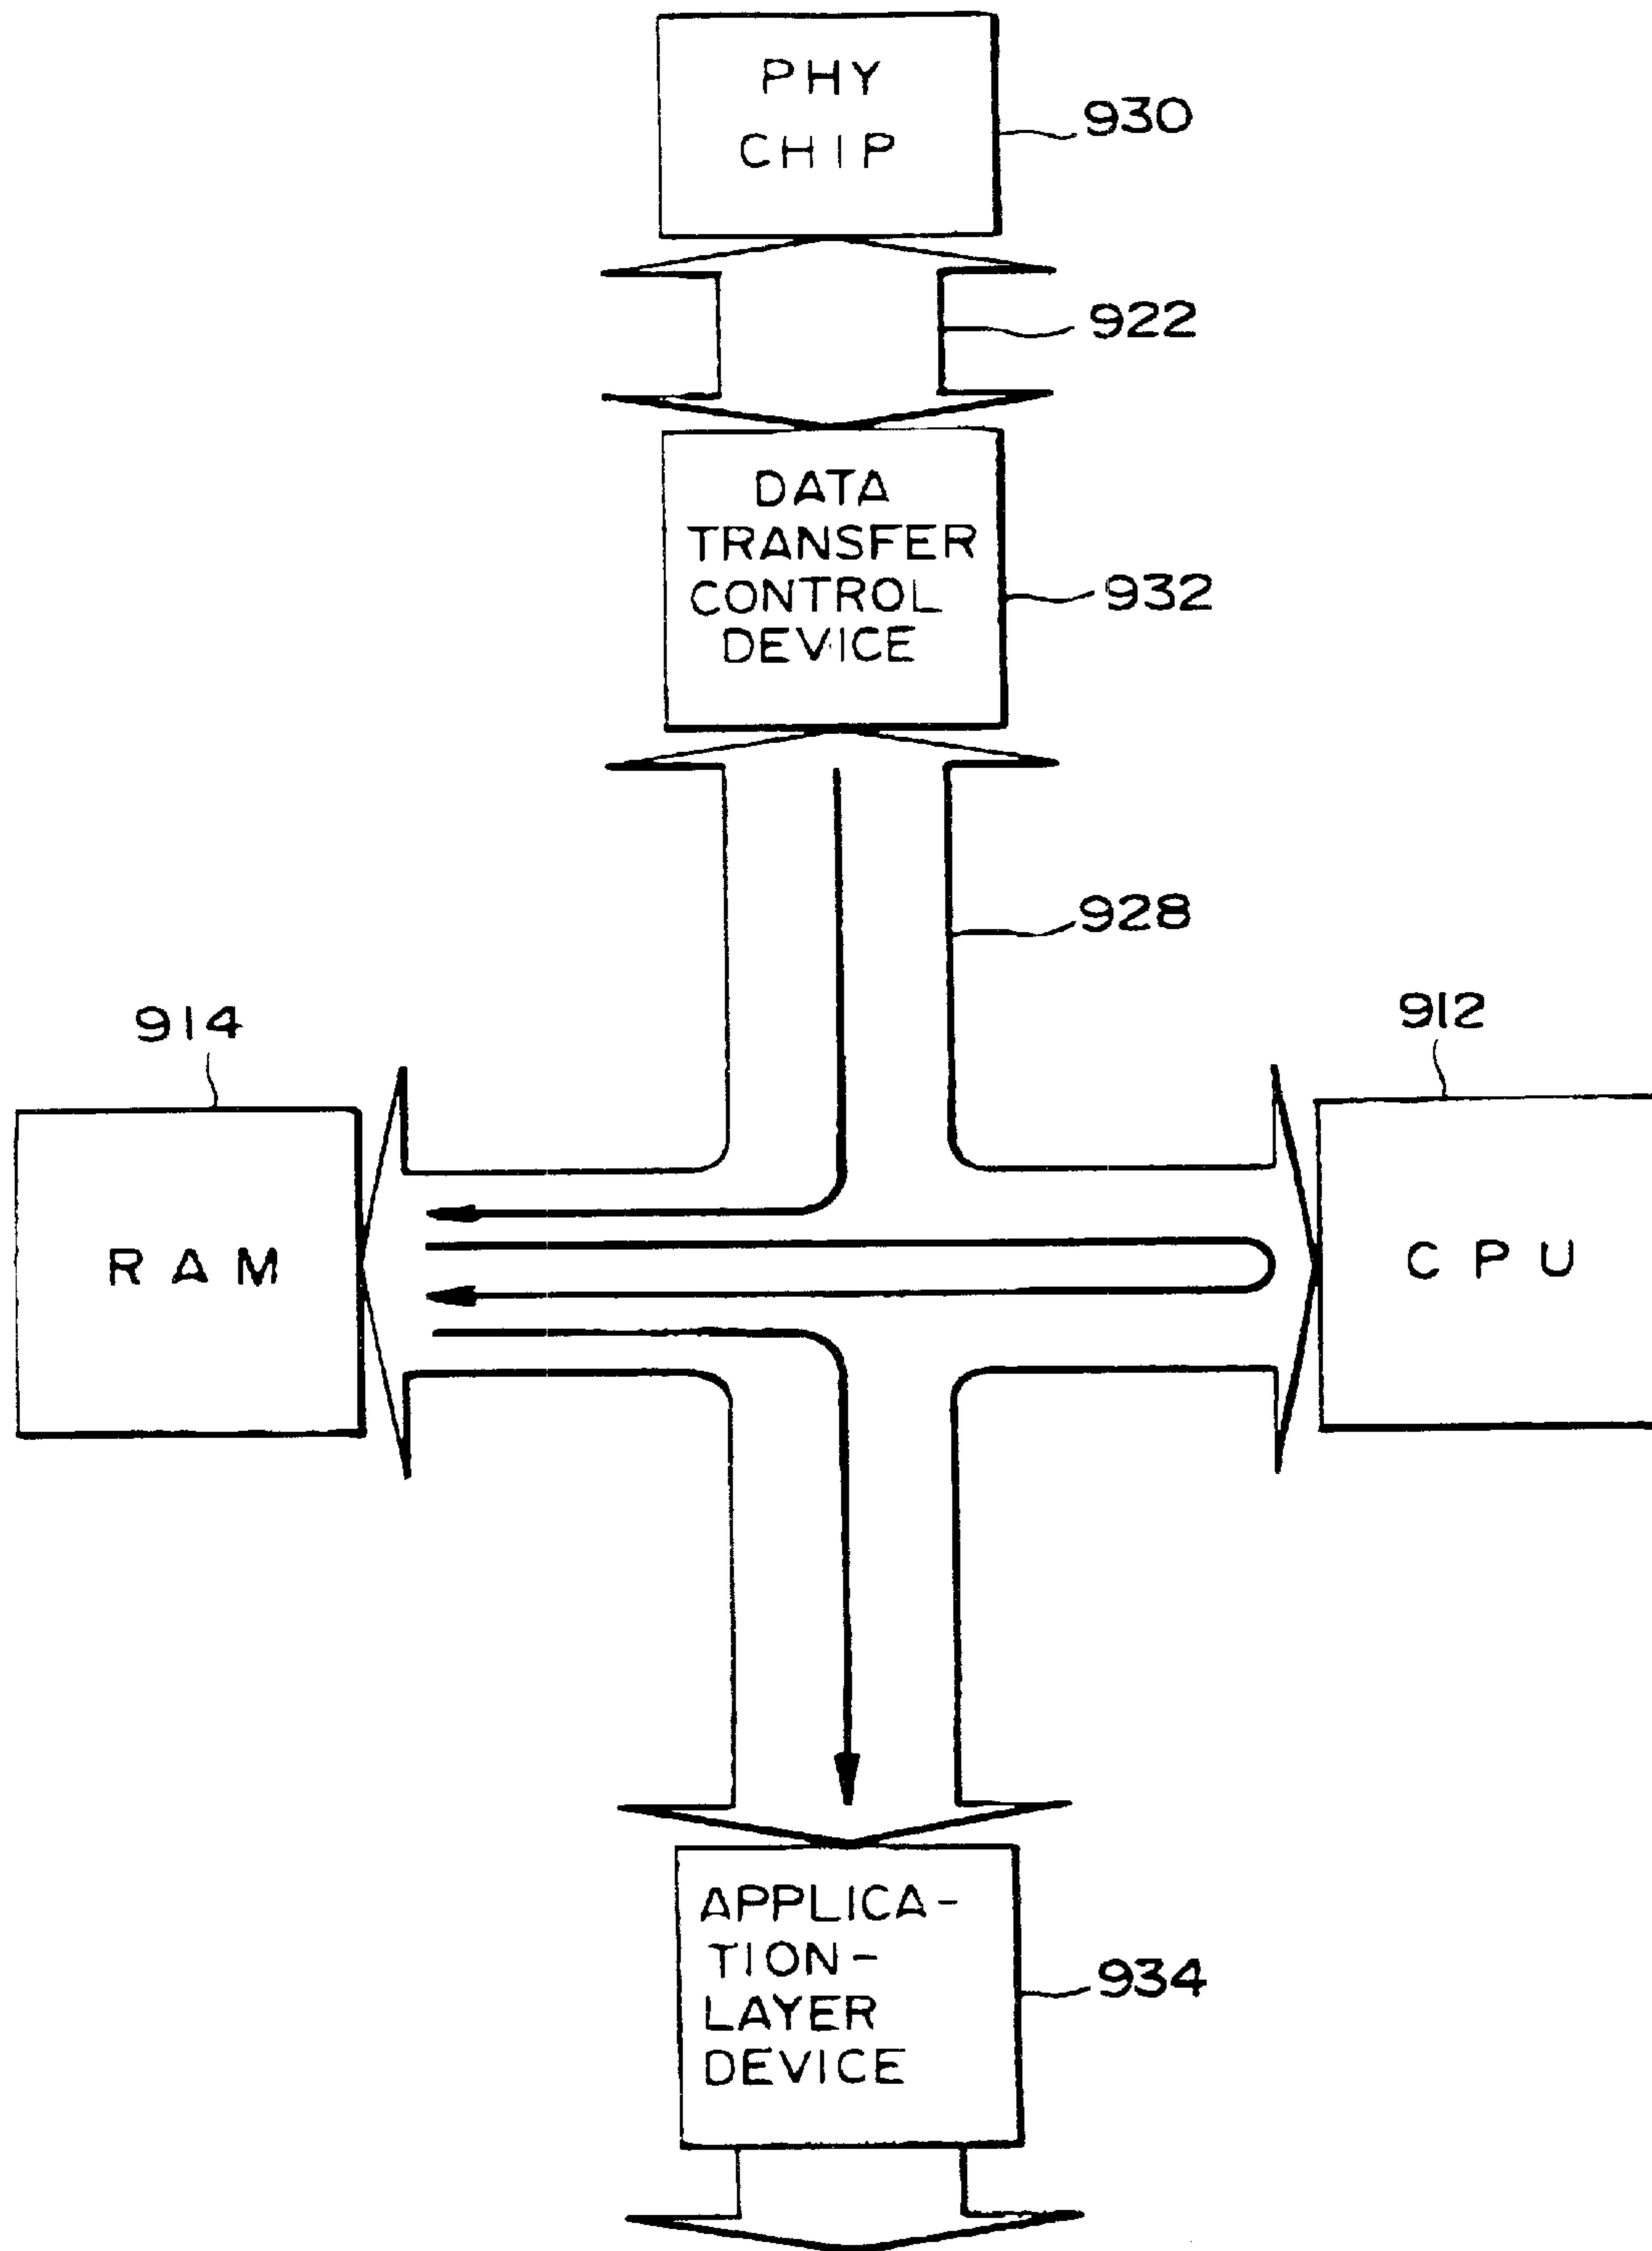 PHY
CHIP
930
922
DATA
TRANSFER
CONTROL
DEVICE
932
928
914
912
RAM
CPU
APPLICA-
TION-
LAYER
DEVICE
934